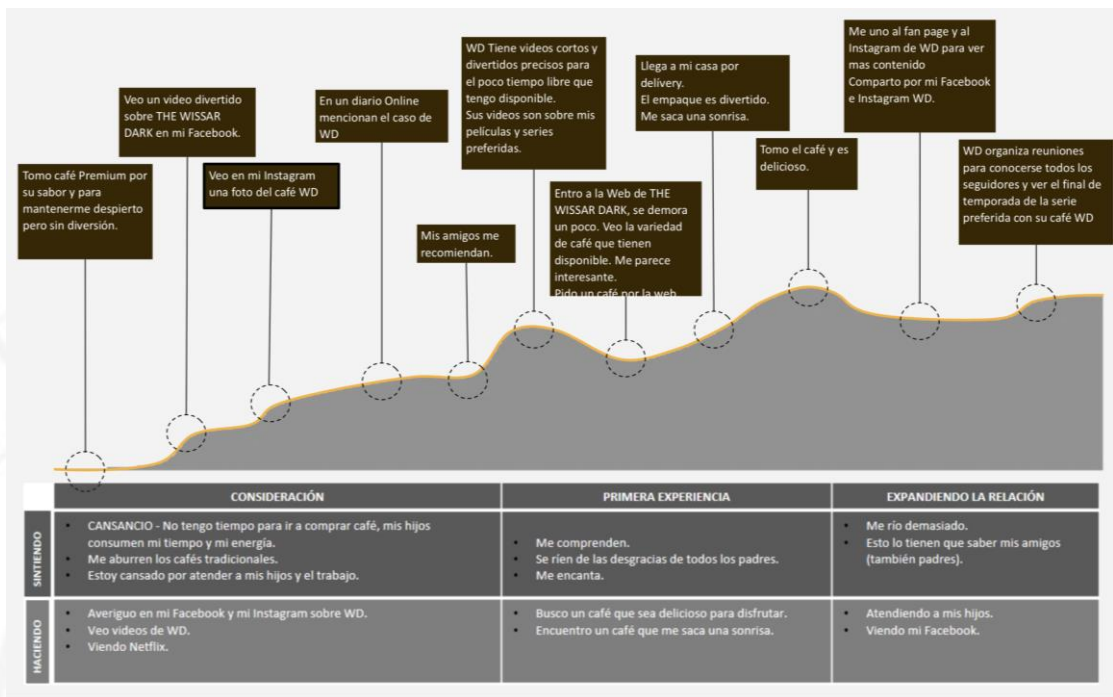 Tomo café Premium por
su sabor y para
mantenerme despierto
pero sin diversión.
Veo un video divertido
sobre THE WISSAR
DARK en mi Facebook.
Veo en mi Instagram
una foto del café WD
En un diario Online
mencionan el caso de
WD
Mis amigos me
recomiendan.
WD Tiene videos cortos y
divertidos precisos para
el poco tiempo libre que
tengo disponible.
Sus videos son sobre mis
películas y series
preferidas.
Entro a la Web de THE
WISSAR DARK, se demora
un poco. Veo la variedad
de café que tienen
disponible. Me parece
interesante.
Pido un café por la web
Llega a mi casa por
delívery.
El empaque es divertido.
Me saca una sonrisa.
Tomo el café y es
delicioso.
Me uno al fan page y al
Instagram de WD para ver
mas contenido
Comparto por mi Facebook
e Instagram WD.
WD organiza reuniones
para conocerse todos los
seguidores y ver el final de
temporada de la serie
preferida con su café WD
CONSIDERACIÓN
PRIMERA EXPERIENCIA
EXPANDIENDO LA RELACIÓN
SINTIENDO
• CANSANCIO - No tengo tiempo para ir a comprar café, mis hijos
consumen mi tiempo y mi energía.
• Me aburren los cafés tradicionales.
• Estoy cansado por atender a mis hijos y el trabajo.
• Me comprenden.
• Se ríen de las desgracias de todos los padres.
• Me encanta.
• Me río demasiado.
• Esto lo tienen que saber mis amigos
(también padres).
HACIENDO
• Averiguo en mi Facebook y mi Instagram sobre WD.
• Veo videos de WD.
• Viendo Netflix.
• Busco un café que sea delicioso para disfrutar.
• Encuentro un café que me saca una sonrisa.
• Atendiendo a mis hijos.
• Viendo mi Facebook.